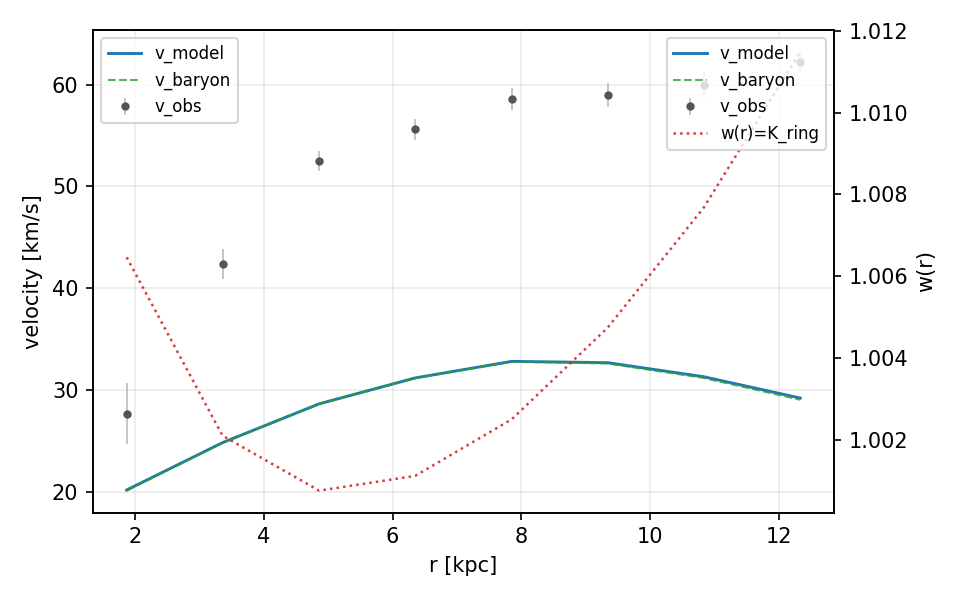 v_model
v_baryon
v_obs
v_model
v_baryon
v_obs
w(r)=K_ring
velocity [km/s]
60
50
40
30
20
1.012
1.010
1.008
1.006
1.004
1.002
w(r)
2 4 6 8 10 12
r [kpc]